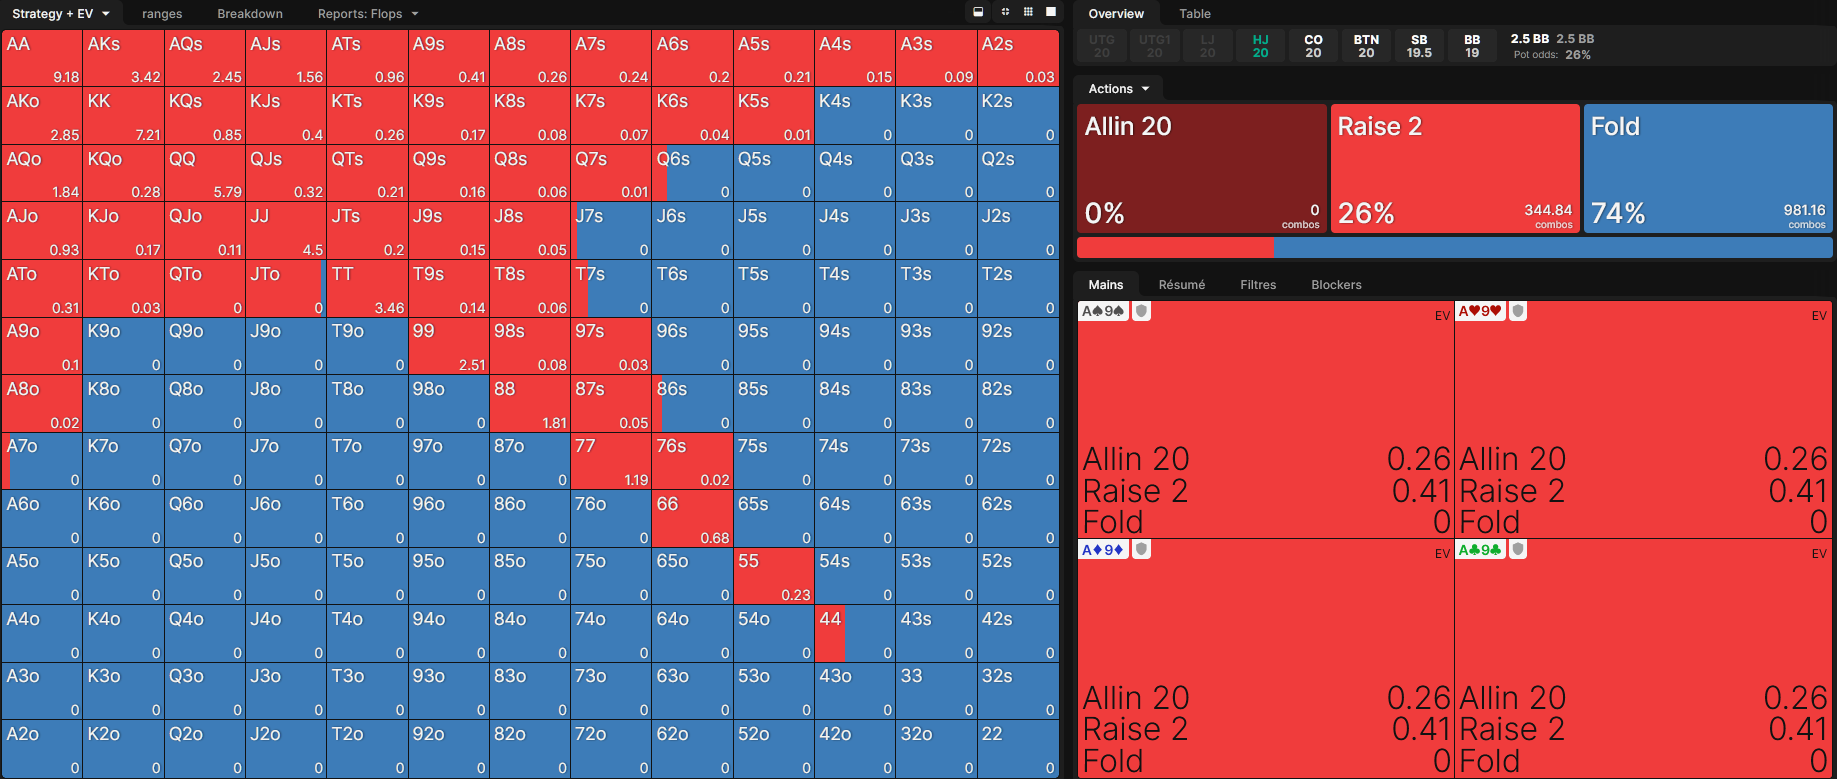 Strategy + EV ranges Breakdown Reports: Flops
AA AKs AQs AJs ATs A9s A8s A7s A6s A5s A4s A3s A2s
9.18 3.42 2.45 1.56 0.96 0.41 0.26 0.24 0.2 0.21 0.15 0.09 0.03
AKo KK KQs KJs KTs K9s K8s K7s K6s K5s K4s K3s K2s
2.85 7.21 0.85 0.4 0.26 0.17 0.08 0.07 0.04 0.01 0 0 0
AQo KQo QQ QJs QTs Q9s Q8s Q7s Q6s Q5s Q4s Q3s Q2s
1.84 0.28 5.79 0.32 0.21 0.16 0.06 0.01 0 0 0 0 0
AJo KJo QJo JJ JTs J9s J8s J7s J6s J5s J4s J3s J2s
0.93 0.17 0.11 4.5 0.2 0.15 0.05 0 0 0 0 0 0
ATo KTo QTo JTo TT T9s T8s T7s T6s T5s T4s T3s T2s
0.31 0.03 0 0 3.46 0.14 0.06 0 0 0 0 0 0
A9o K9o Q9o J9o T9o 99 98s 97s 96s 95s 94s 93s 92s
0.1 0 0 0 0 2.51 0.08 0.03 0 0 0 0 0
A8o K8o Q8o J8o T8o 98o 88 87s 86s 85s 84s 83s 82s
0.02 0 0 0 0 0 1.81 0.05 0 0 0 0 0
A7o K7o Q7o J7o T7o 97o 87o 77 76s 75s 74s 73s 72s
0 0 0 0 0 0 0 1.19 0.02 0 0 0 0
A6o K6o Q6o J6o T6o 96o 86o 76o 66 65s 64s 63s 62s
0 0 0 0 0 0 0 0 0.68 0 0 0 0
A5o K5o Q5o J5o T5o 95o 85o 75o 65o 55 54s 53s 52s
0 0 0 0 0 0 0 0 0 0.23 0 0 0
A4o K4o Q4o J4o T4o 94o 84o 74o 64o 54o 44 43s 42s
0 0 0 0 0 0 0 0 0 0 0 0 0
A3o K3o Q3o J3o T3o 93o 83o 73o 63o 53o 43o 33 32s
0 0 0 0 0 0 0 0 0 0 0 0 0
A2o K2o Q2o J2o T2o 92o 82o 72o 62o 52o 42o 32o 22
0 0 0 0 0 0 0 0 0 0 0 0 0
Overview Table
UTG UTG1 LJ HJ CO BTN SB BB 2.5 BB 2.5 BB
20 20 20 20 20 20 19.5 19 Pot odds: 26%
Actions
Allin 20 Raise 2 Fold
0% 0 combos 26% 344.84 combos 74% 981.16 combos
Mains Résumé Filtres Blockers
A♠9♠ EV A♥9♥ EV
Allin 20 0.26 Allin 20 0.26
Raise 2 0.41 Raise 2 0.41
Fold 0 Fold 0
A♦9♦ EV A♣9♣ EV
Allin 20 0.26 Allin 20 0.26
Raise 2 0.41 Raise 2 0.41
Fold 0 Fold 0